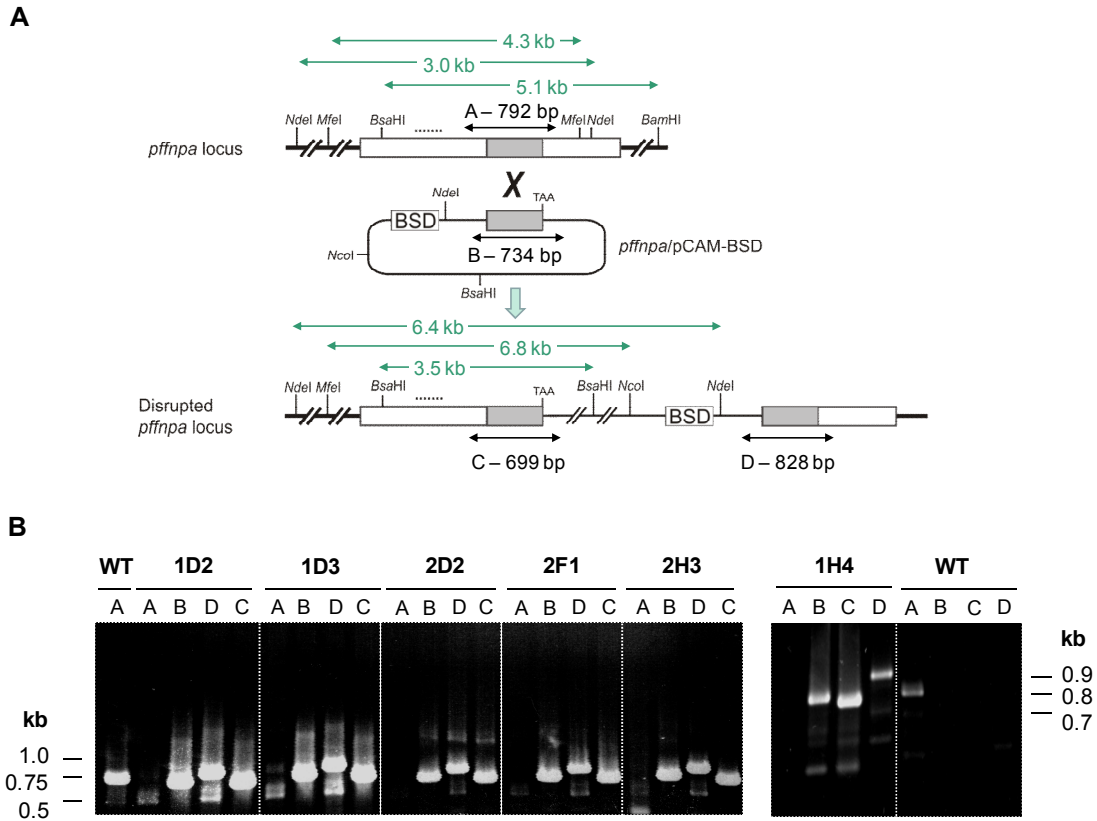 A
4.3 kb
3.0 kb
5.1 kb
A – 792 bp
NdeI MfeI BsaHI ....... MfeI NdeI BamHI
pffnpa locus
X
NdeI
TAA
BSD
B – 734 bp
pffnpa/pCAM-BSD
NcoI
BsaHI
6.4 kb
6.8 kb
3.5 kb
NdeI MfeI BsaHI ....... TAA BsaHI NcoI NdeI
Disrupted
pffnpa locus
BSD
C – 699 bp
D – 828 bp
B
WT 1D2 1D3 2D2 2F1 2H3 1H4 WT
A A B D C A B D C A B D C A B D C A B D C A B C D A B C D
kb
0.9
0.8
0.7
kb
1.0
0.75
0.5